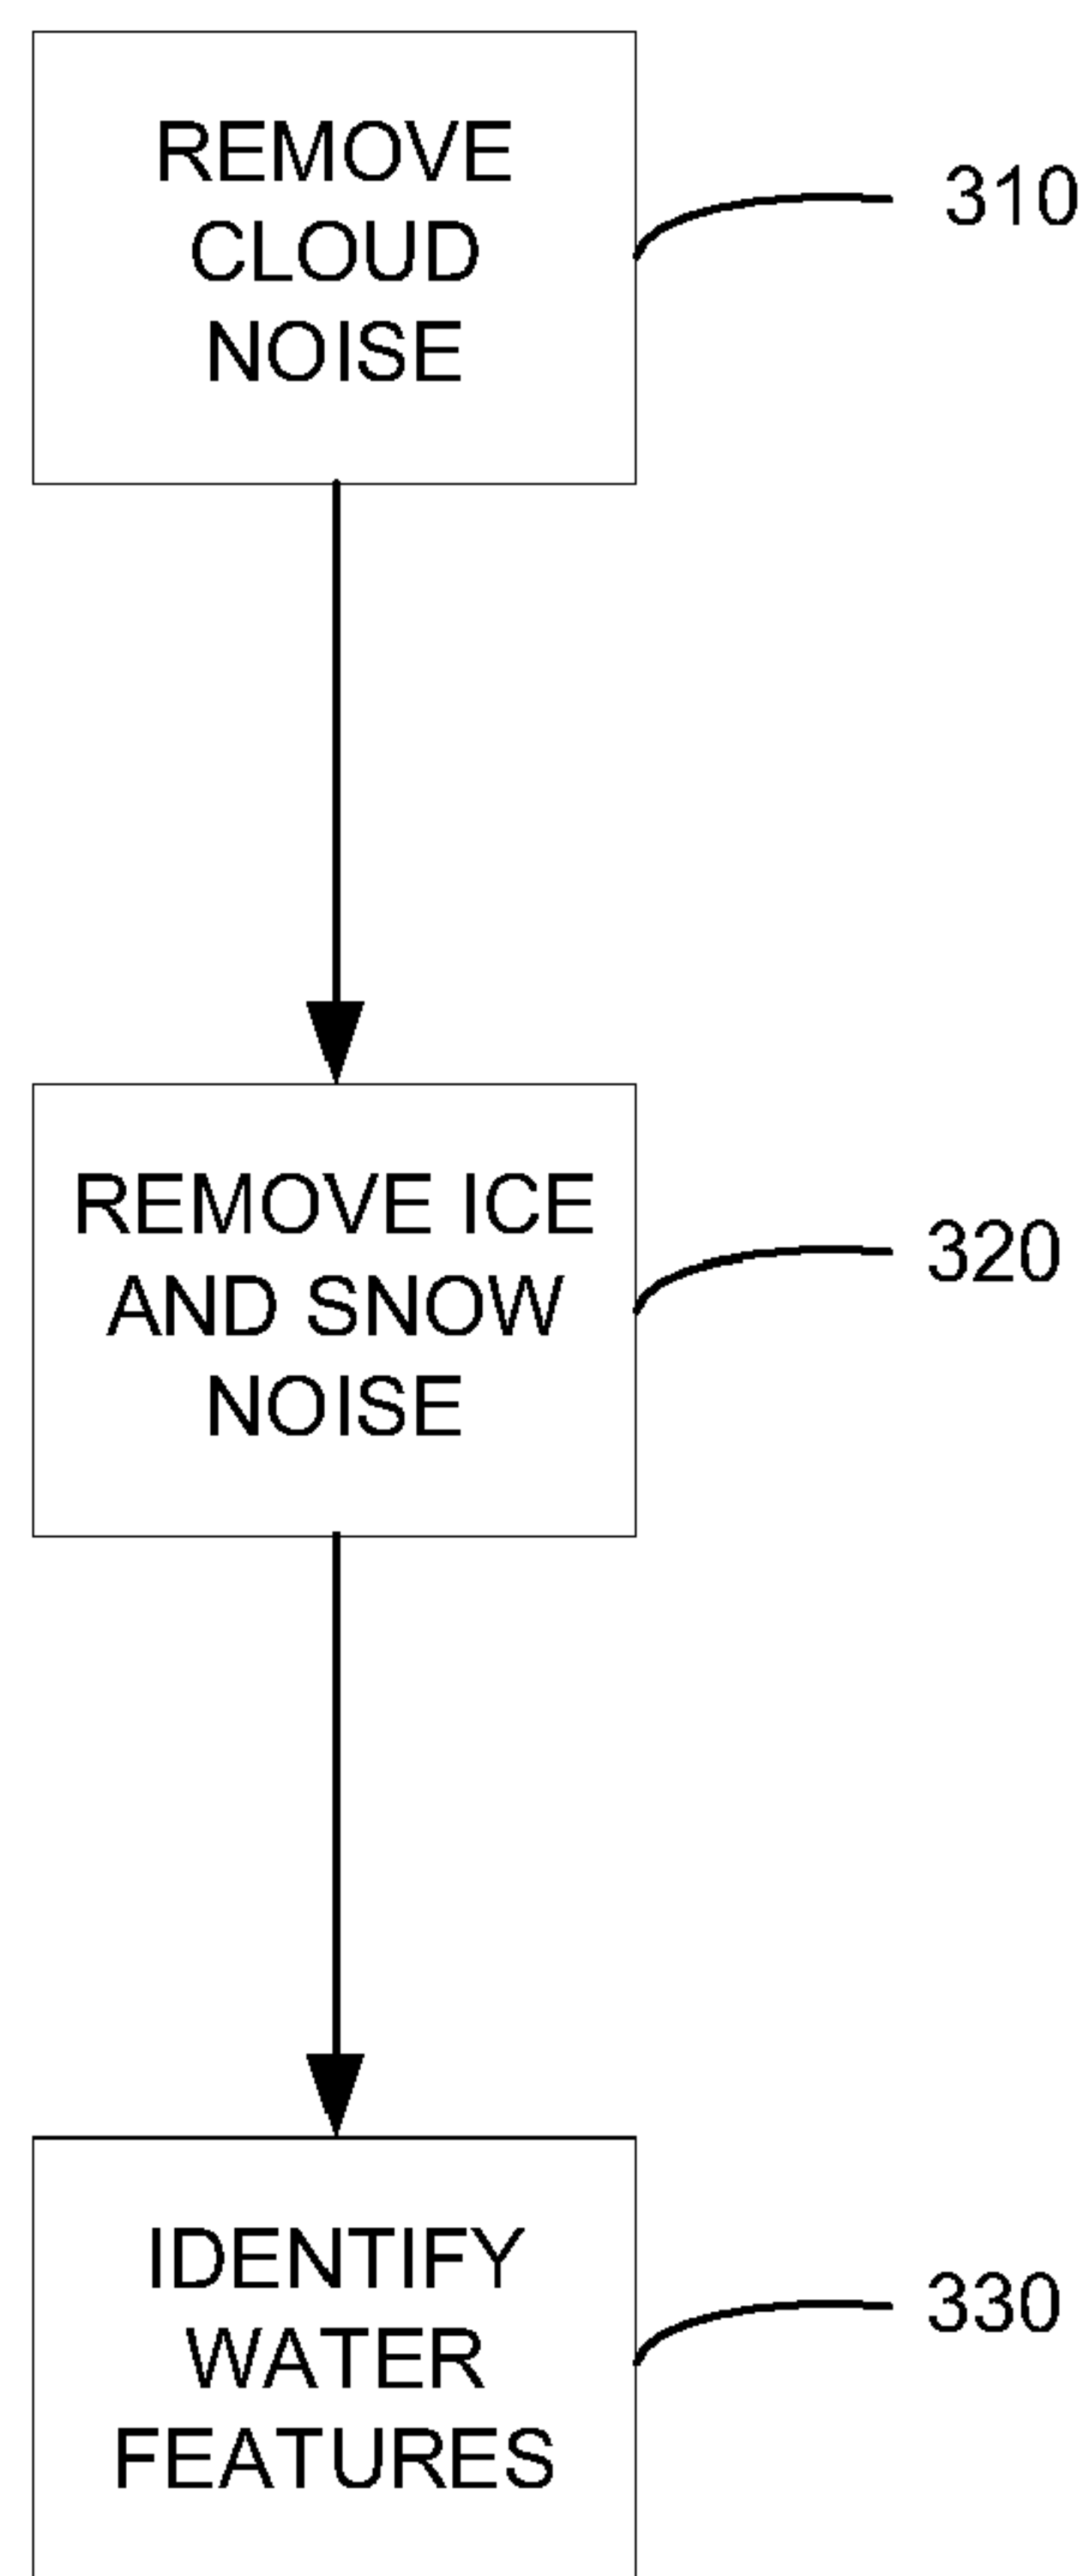 REMOVE
CLOUD
NOISE
310
REMOVE ICE
AND SNOW
NOISE
320
IDENTIFY
WATER
FEATURES
330